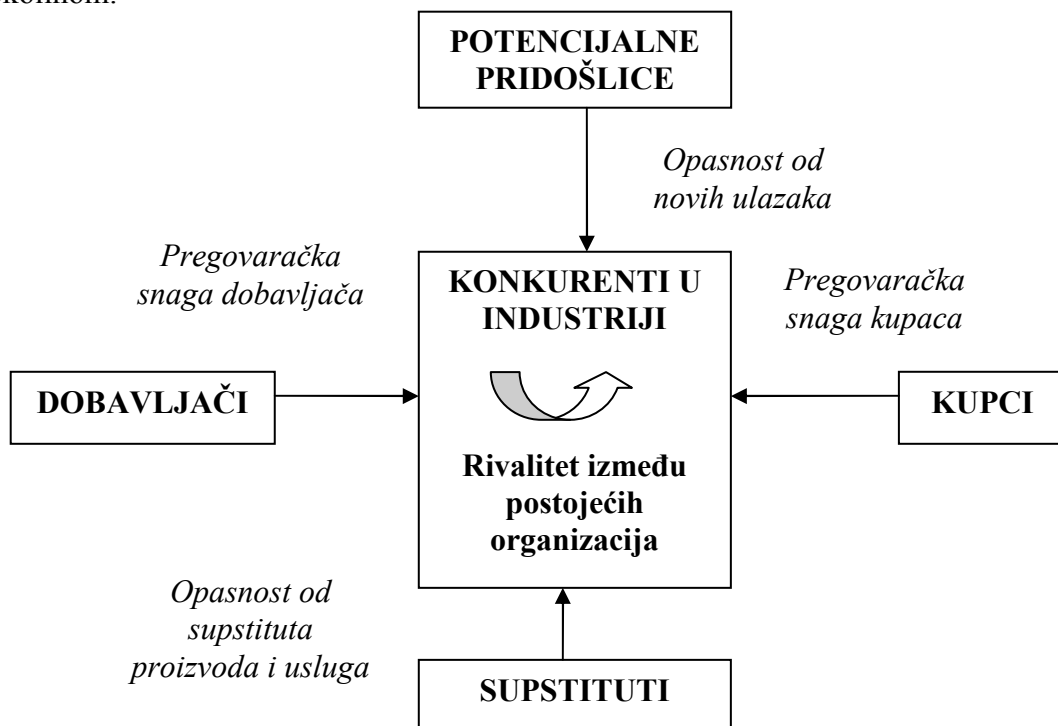 POTENCIJALNE
PRIDOŠLICE
Opasnost od
novih ulazaka
Pregovaračka
snaga dobavljača
KONKURENTI U
INDUSTRIJI
Pregovaračka
snaga kupaca
DOBAVLJAČI
KUPCI
Rivalitet između
postojećih
organizacija
Opasnost od
supstituta
proizvoda i usluga
SUPSTITUTI